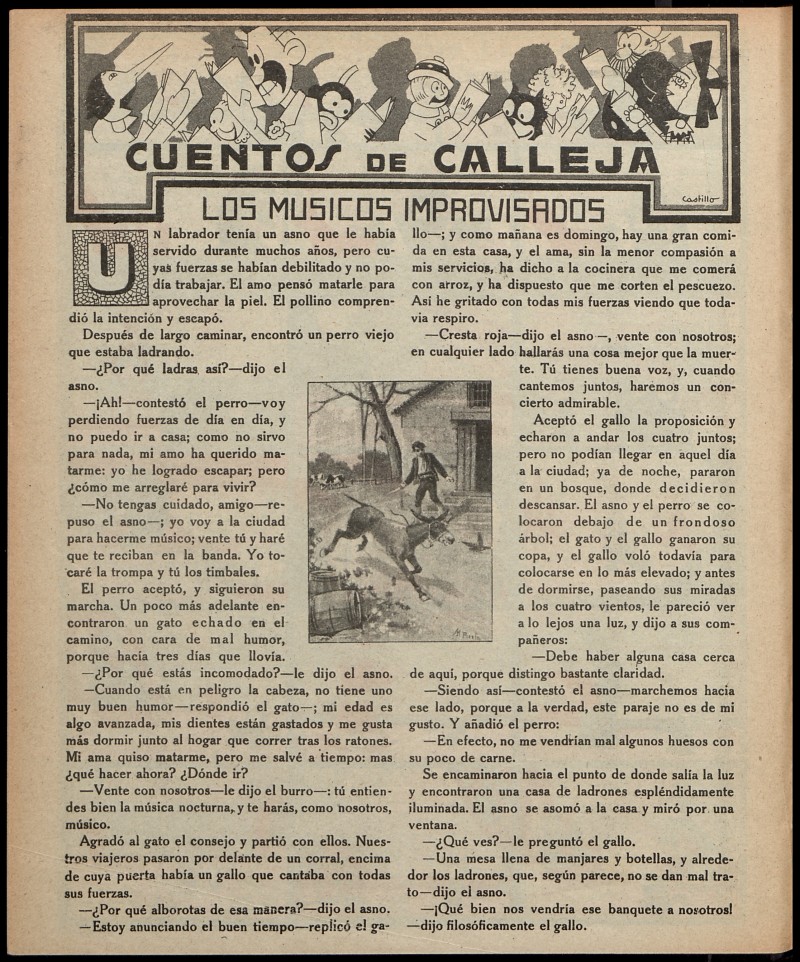 CUENTOS DE CALLEJA
Castillo
LOS MUSICOS IMPROVISADOS
UN labrador tenía un asno que le había
servido durante muchos años, pero cu-
yas fuerzas se habían debilitado y no po-
día trabajar. El amo pensó matarle para
aprovechar la piel. El pollino compren-
dió la intención y escapó.
Después de largo caminar, encontró un perro viejo
que estaba ladrando.
—¿Por qué ladras así?—dijo el
asno.
—¡Ah!—contestó el perro—voy
perdiendo fuerzas de día en día, y
no puedo ir a casa; como no sirvo
para nada, mi amo ha querido ma-
tarme: yo he logrado escapar; pero
¿cómo me arreglaré para vivir?
—No tengas cuidado, amigo—re-
puso el asno—; yo voy a la ciudad
para hacerme músico; vente tú y haré
que te reciban en la banda. Yo to-
caré la trompa y tú los timbales.
El perro aceptó, y siguieron su
marcha. Un poco más adelante en-
contraron un gato echado en el
camino, con cara de mal humor,
porque hacía tres días que llovía.
—¿Por qué estás incomodado?—le dijo el asno.
—Cuando está en peligro la cabeza, no tiene uno
muy buen humor—respondió el gato—; mi edad es
algo avanzada, mis dientes están gastados y me gusta
más dormir junto al hogar que correr tras los ratones.
Mi ama quiso matarme, pero me salvé a tiempo: mas
¿qué hacer ahora? ¿Dónde ir?
—Vente con nosotros—le dijo el burro—: tú entien-
des bien la música nocturna, y te harás, como nosotros,
músico.
Agradó al gato el consejo y partió con ellos. Nues-
tros viajeros pasaron por delante de un corral, encima
de cuya puerta había un gallo que cantaba con todas
sus fuerzas.
—¿Por qué alborotas de esa manera?—dijo el asno.
—Estoy anunciando el buen tiempo—replicó el ga-
llo—; y como mañana es domingo, hay una gran comi-
da en esta casa, y el ama, sin la menor compasión a
mis servicios, ha dicho a la cocinera que me comerá
con arroz, y ha dispuesto que me corten el pescuezo.
Así he gritado con todas mis fuerzas viendo que toda-
via respiro.
—Cresta roja—dijo el asno—, vente con nosotros;
en cualquier lado hallarás una cosa mejor que la muer-
te. Tú tienes buena voz, y, cuando
cantemos juntos, haremos un con-
cierto admirable.
Aceptó el gallo la proposición y
echaron a andar los cuatro juntos;
pero no podían llegar en aquel día
a la ciudad; ya de noche, pararon
en un bosque, donde decidieron
descansar. El asno y el perro se co-
locaron debajo de un frondoso
árbol; el gato y el gallo ganaron su
copa, y el gallo voló todavía para
colocarse en lo más elevado; y antes
de dormirse, paseando sus miradas
a los cuatro vientos, le pareció ver
a lo lejos una luz, y dijo a sus com-
pañeros:
—Debe haber alguna casa cerca
de aquí, porque distingo bastante claridad.
—Siendo así—contestó el asno—marchemos hacia
ese lado, porque a la verdad, este paraje no es de mi
gusto. Y añadió el perro:
—En efecto, no me vendrían mal algunos huesos con
su poco de carne.
Se encaminaron hacia el punto de donde salía la luz
y encontraron una casa de ladrones espléndidamente
iluminada. El asno se asomó a la casa y miró por una
ventana.
—¿Qué ves?—le preguntó el gallo.
—Una mesa llena de manjares y botellas, y alrede-
dor los ladrones, que, según parece, no se dan mal tra-
to—dijo el asno.
—¡Qué bien nos vendría ese banquete a nosotros!
—dijo filosóficamente el gallo.